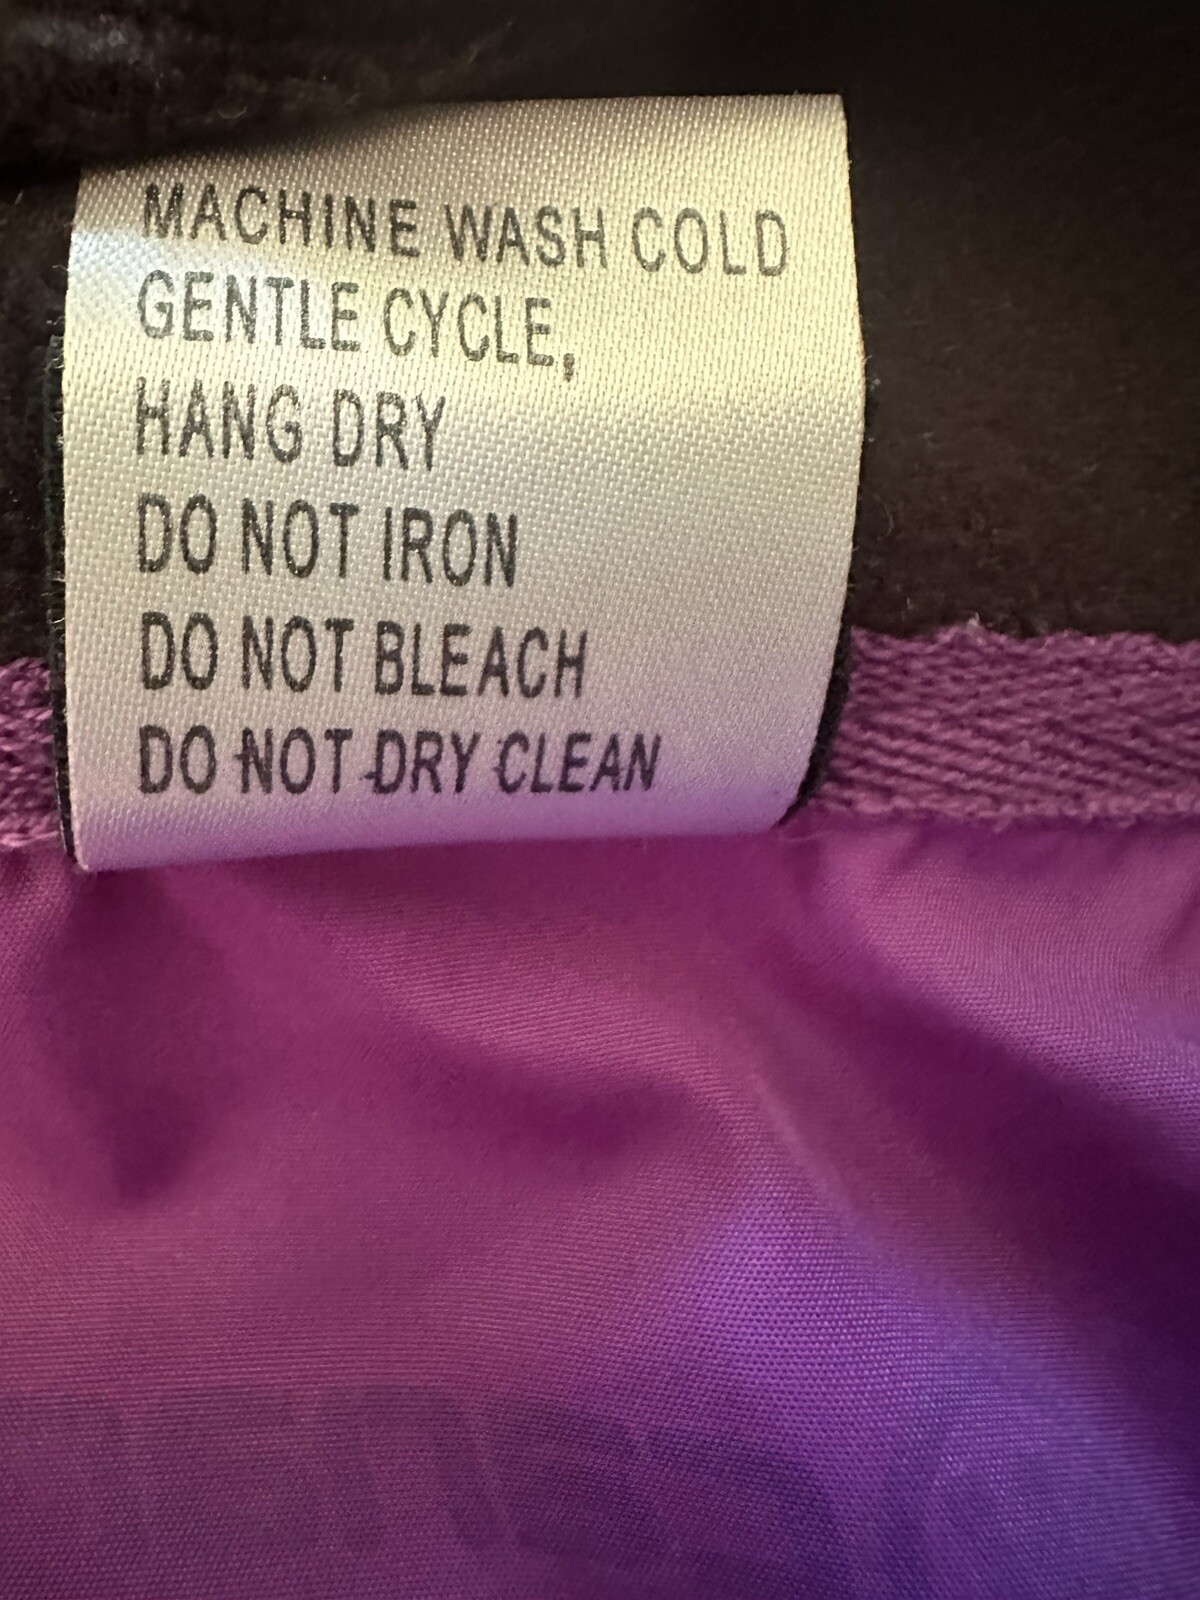 MACHINE WASH COLD
GENTLE CYCLE,
HANG DRY
DO NOT IRON
DO NOT BLEACH
DO NOT DRY CLEAN